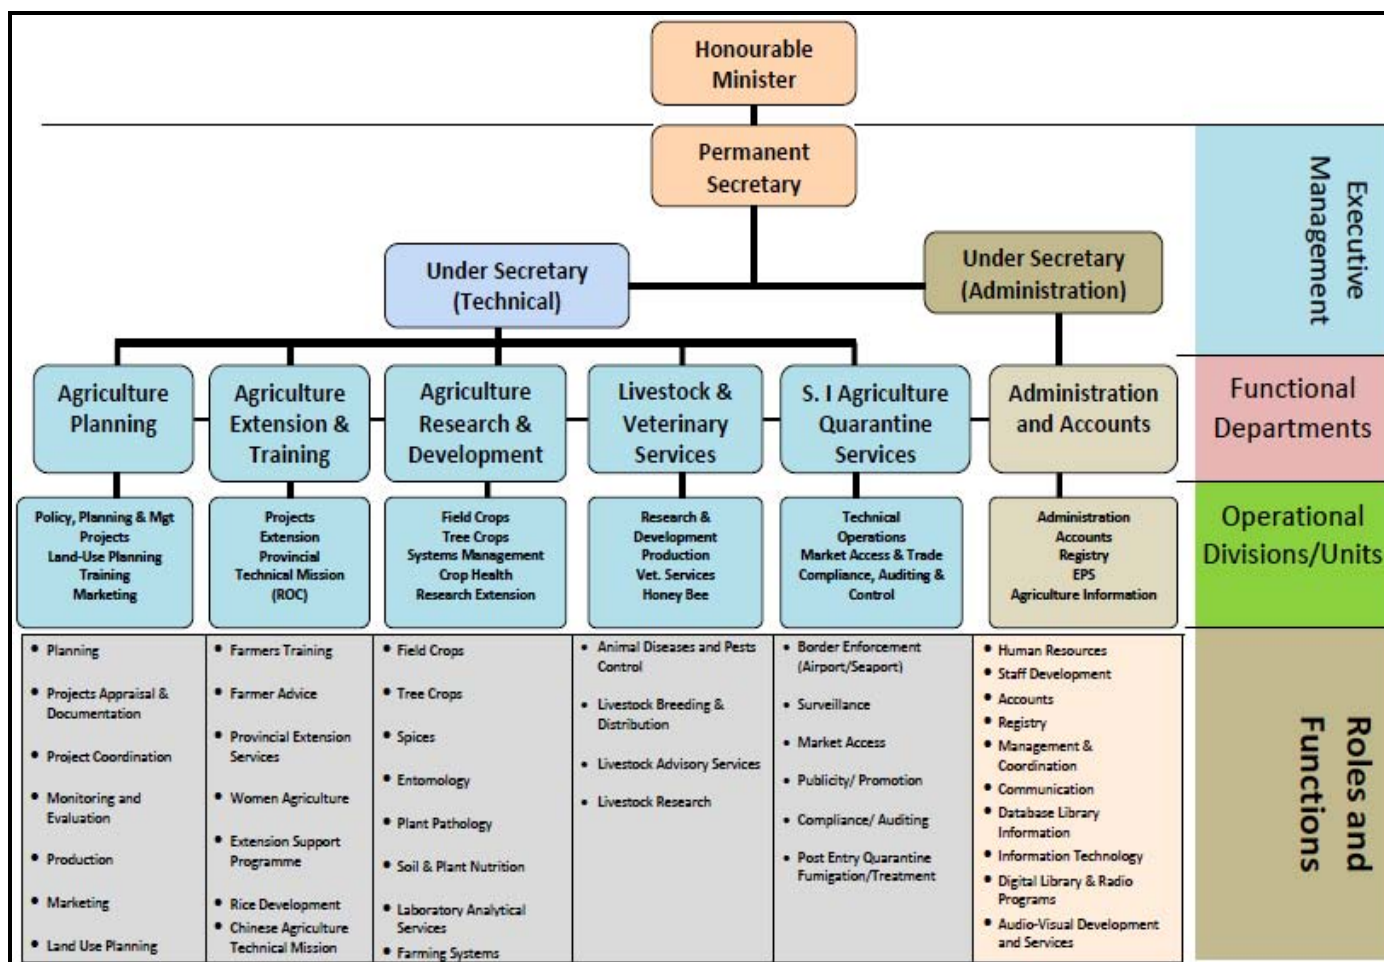 Honourable
Minister
Permanent
Secretary
Executive
Management
Under Secretary
(Technical)
Under Secretary
(Administration)
Agriculture
Planning
Agriculture
Extension &
Training
Agriculture
Research &
Development
Livestock &
Veterinary
Services
S. I Agriculture
Quarantine
Services
Administration
and Accounts
Functional
Departments
Policy, Planning & Mgt
Projects
Land-Use Planning
Training
Marketing
Projects
Extension
Provincial
Technical Mission
(ROC)
Field Crops
Tree Crops
Systems Management
Crop Health
Research Extension
Research &
Development
Production
Vet. Services
Honey Bee
Technical
Operations
Market Access & Trade
Compliance, Auditing &
Control
Administration
Accounts
Registry
EPS
Agriculture Information
Operational
Divisions/Units
• Planning
• Projects Appraisal &
Documentation
• Project Coordination
• Monitoring and
Evaluation
• Production
• Marketing
• Land Use Planning
• Farmers Training
• Farmer Advice
• Provincial Extension
Services
• Women Agriculture
• Extension Support
Programme
• Rice Development
• Chinese Agriculture
Technical Mission
• Field Crops
• Tree Crops
• Spices
• Entomology
• Plant Pathology
• Soil & Plant Nutrition
• Laboratory Analytical
Services
• Farming Systems
• Animal Diseases and Pests
Control
• Livestock Breeding &
Distribution
• Livestock Advisory Services
• Livestock Research
• Border Enforcement
(Airport/Seaport)
• Surveillance
• Market Access
• Publicity/ Promotion
• Compliance/ Auditing
• Post Entry Quarantine
Fumigation/Treatment
• Human Resources
• Staff Development
• Accounts
• Registry
• Management &
Coordination
• Communication
• Database Library
Information
• Information Technology
• Digital Library & Radio
Programs
• Audio-Visual Development
and Services
Roles and
Functions